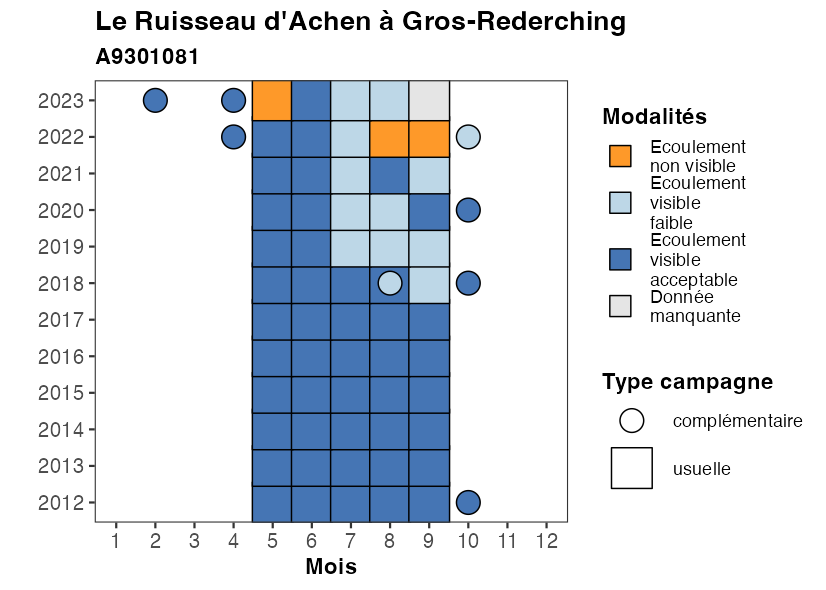 Le Ruisseau d'Achen à Gros-Rederching
A9301081
2023
2022
2021
2020
2019
2018
2017
2016
2015
2014
2013
2012
1 2 3 4 5 6 7 8 9 10 11 12
Mois
Modalités
Ecoulement
non visible
Ecoulement
visible
faible
Ecoulement
visible
acceptable
Donnée
manquante
Type campagne
complémentaire
usuelle